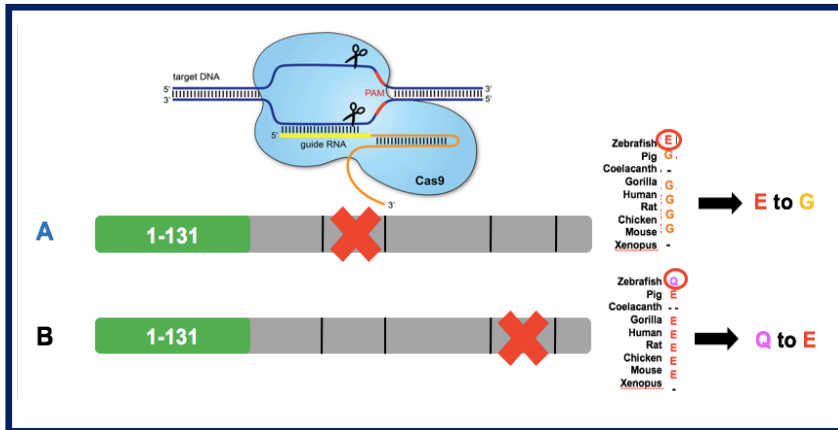 target DNA
5'
3'
3'
5'
PAM
5'
guide RNA
Cas9
3'
A
1-131
Zebrafish E
Pig G
Coelacanth - -
Gorilla G
Human G
Rat G
Chicken G
Mouse G
Xenopus -
E to G
B
1-131
Zebrafish Q
Pig E
Coelacanth - -
Gorilla E
Human E
Rat E
Chicken E
Mouse E
Xenopus -
Q to E